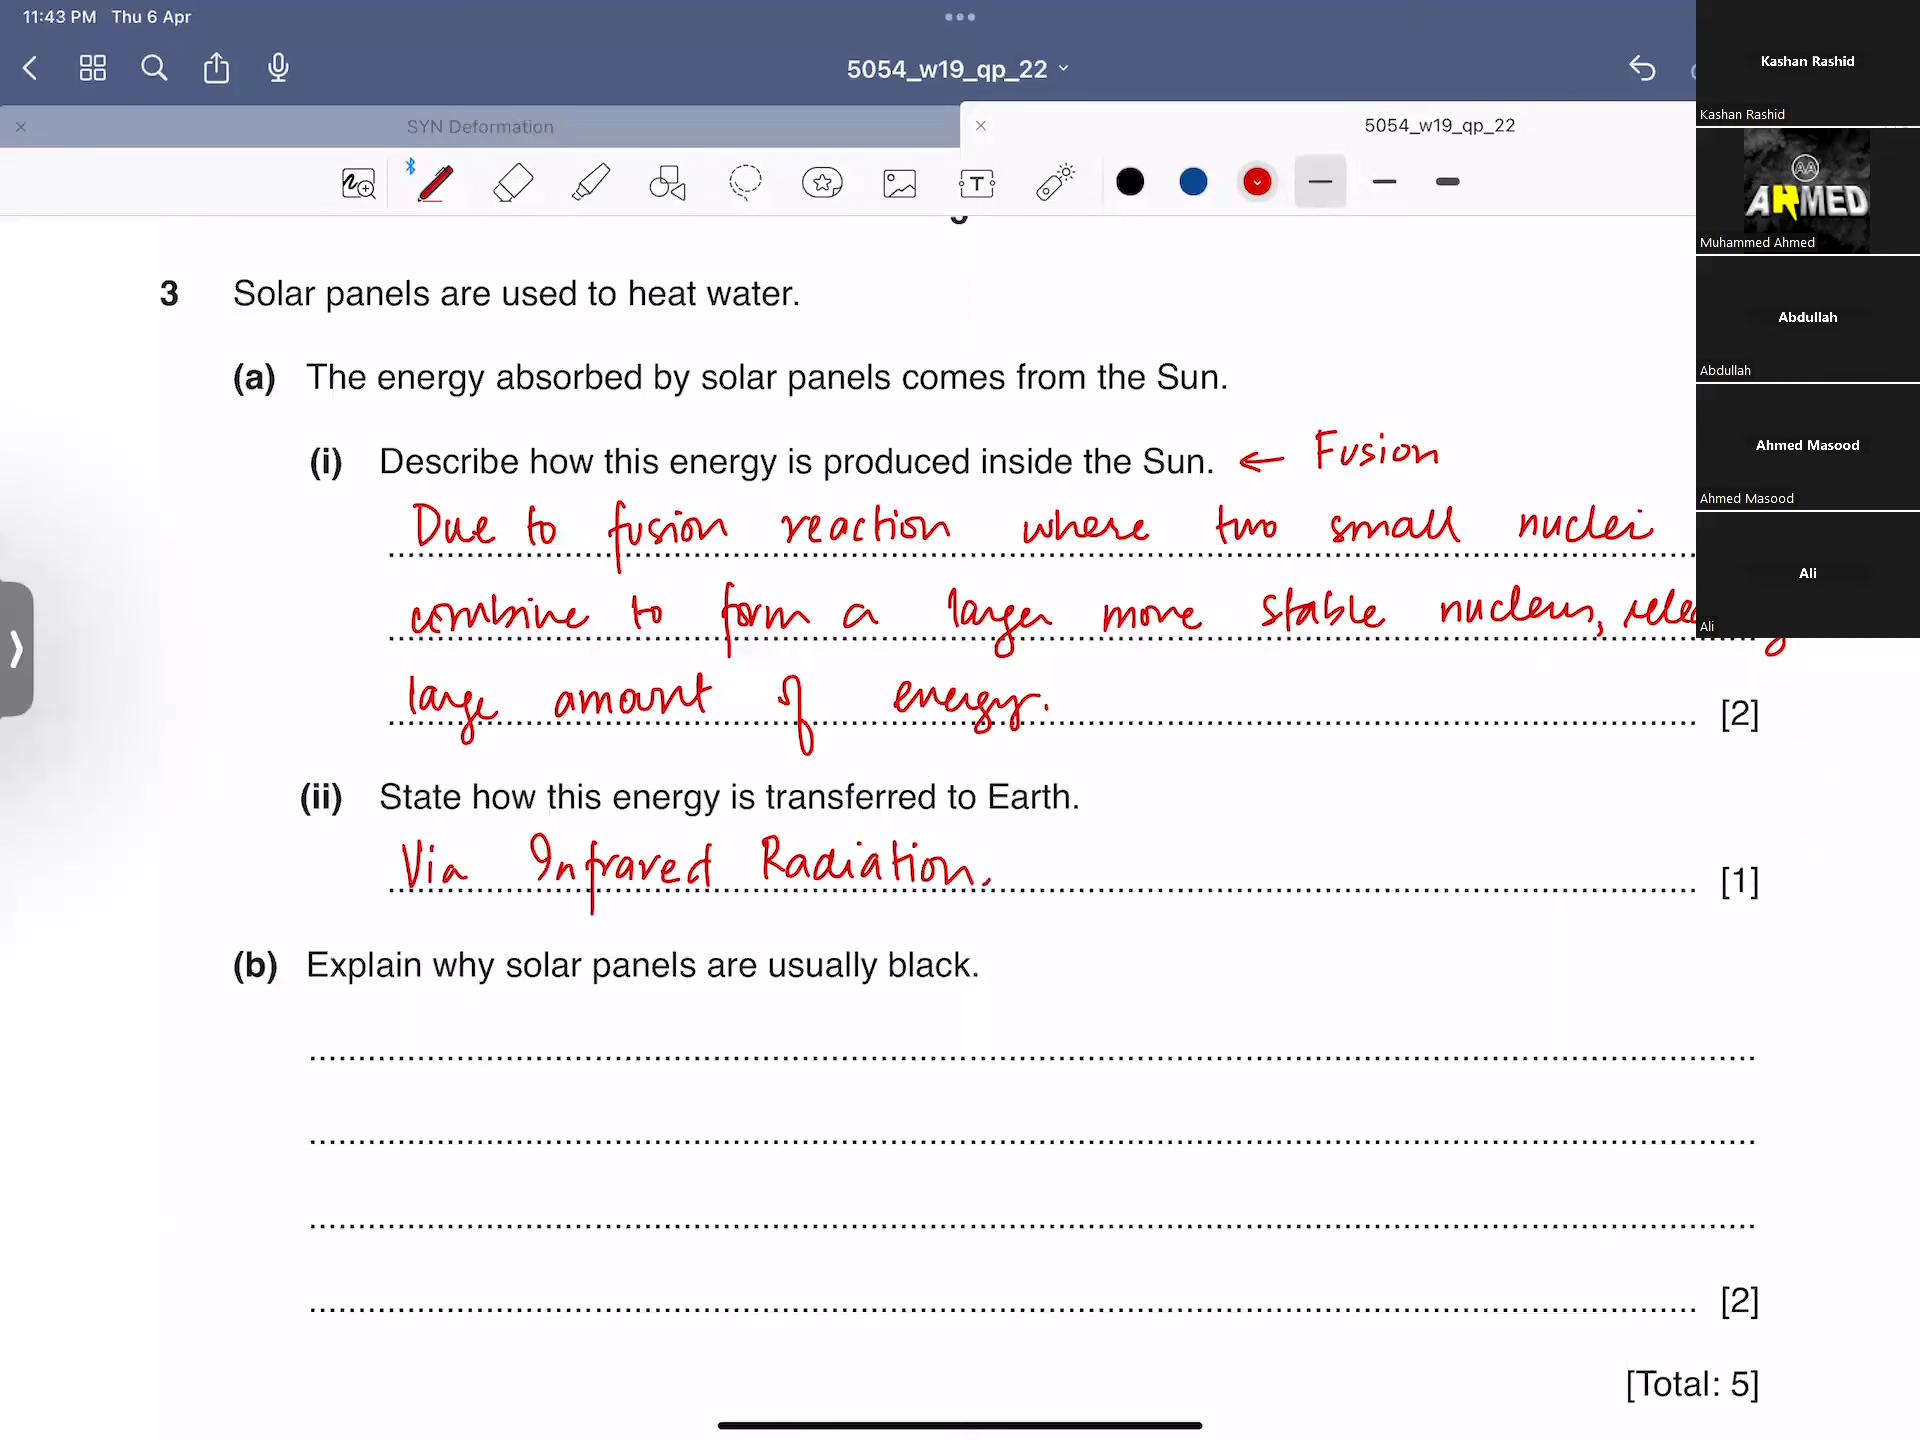 11:43 PM Thu 6 Apr
5054_w19_qp_22
SYN Deformation
5054_w19_qp_22
Kashan Rashid
Kashan Rashid
AA
AHMED
Muhammed Ahmed
Abdullah
Abdullah
Ahmed Masood
Ahmed Masood
Ali
Ali
3 Solar panels are used to heat water.
(a) The energy absorbed by solar panels comes from the Sun.
(i) Describe how this energy is produced inside the Sun. ← Fusion
Due to fusion reaction where two small nuclei
combine to form a larger more stable nucleus,
large amount of energy. [2]
(ii) State how this energy is transferred to Earth.
Via Infrared Radiation. [1]
(b) Explain why solar panels are usually black.
[2]
[Total: 5]